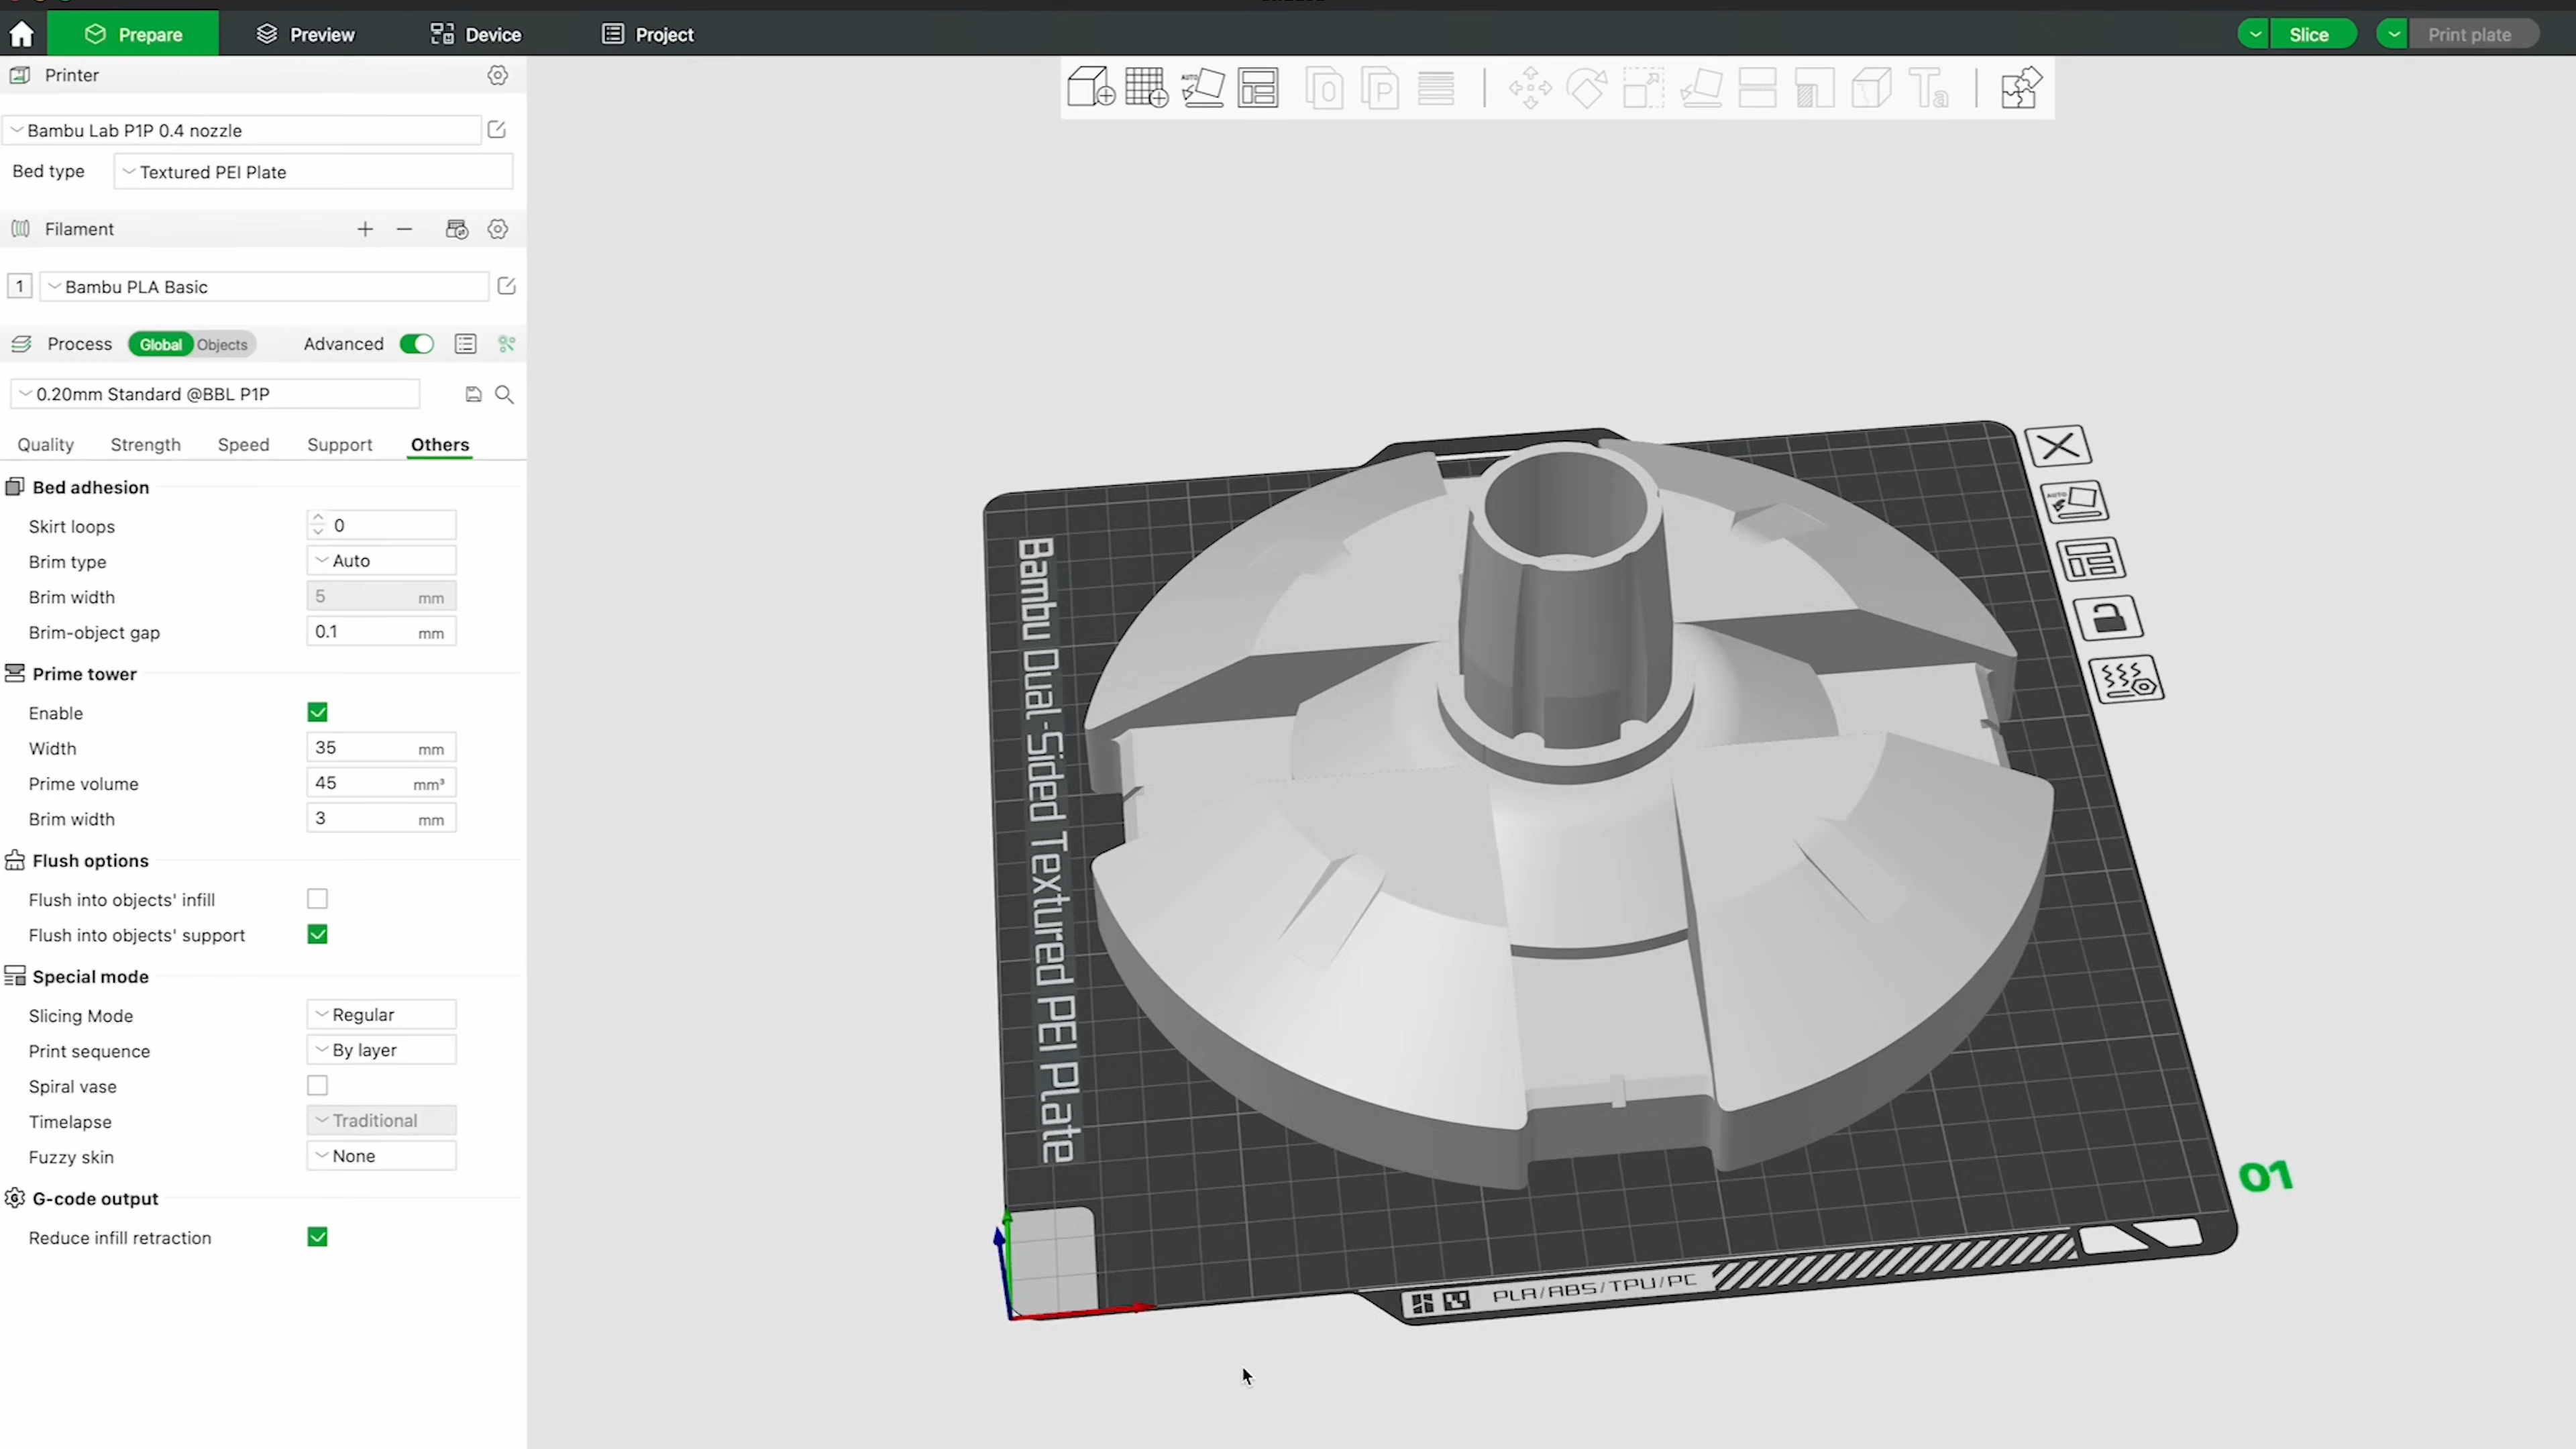 Prepare
Preview
Device
Project
Slice
Print plate
Printer
Bambu Lab P1P 0.4 nozzle
Bed type
Textured PEI Plate
Filament
1
Bambu PLA Basic
Process
Global
Objects
Advanced
0.20mm Standard @BBL P1P
Quality
Strength
Speed
Support
Others
Bed adhesion
Skirt loops
0
Brim type
Auto
Brim width
5 mm
Brim-object gap
0.1 mm
Prime tower
Enable
Width
35 mm
Prime volume
45 mm³
Brim width
3 mm
Flush options
Flush into objects' infill
Flush into objects' support
Special mode
Slicing Mode
Regular
Print sequence
By layer
Spiral vase
Timelapse
Traditional
Fuzzy skin
None
G-code output
Reduce infill retraction
AUTO
O
P
Ta
AUTO
Bambu Dual-Sided Textured PEI Plate
01
PLA/ABS/TPU/PC